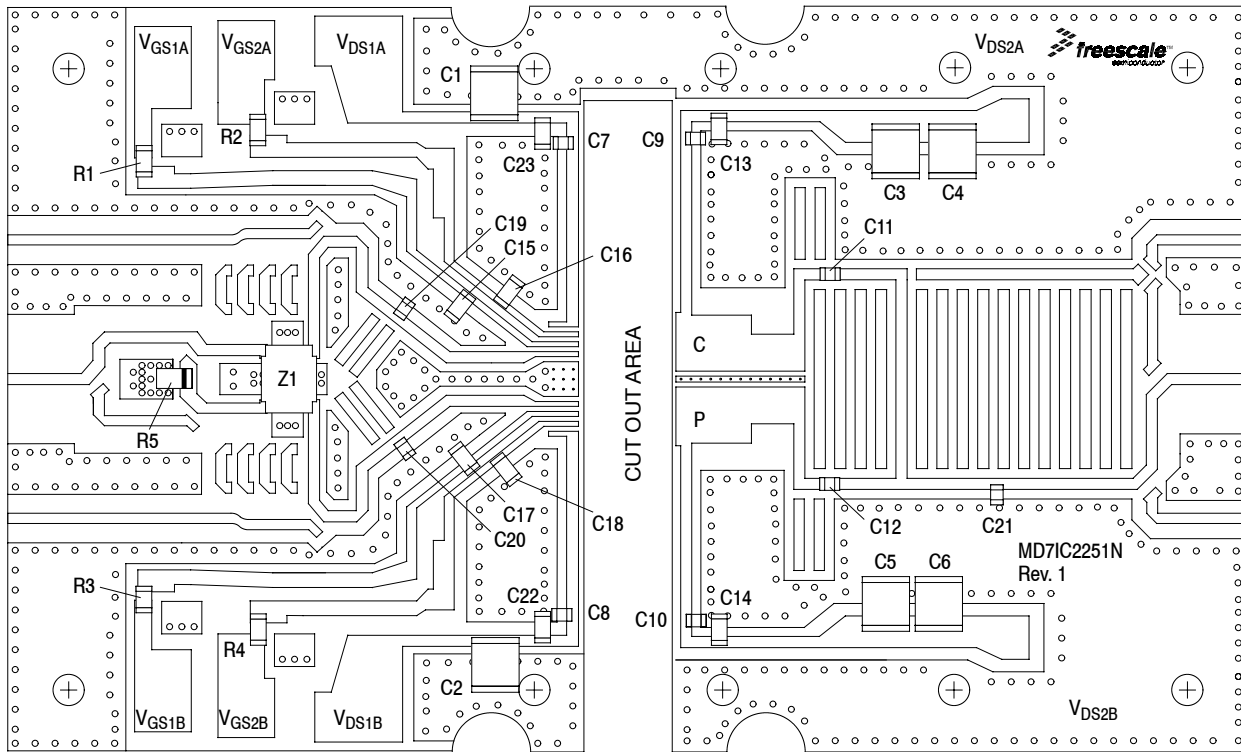 VGS1A
VGS2A
VDS1A
VDS2A
freescale™
semiconductor
C1
R2
R1
C23
C7
C9
C13
C3
C4
C19
C15
C16
C11
CUT OUT AREA
C
P
Z1
R5
C17
C18
C20
C12
C21
MD7IC2251N
Rev. 1
R3
R4
C22
C8
C10
C14
C5
C6
C2
VGS1B
VGS2B
VDS1B
VDS2B